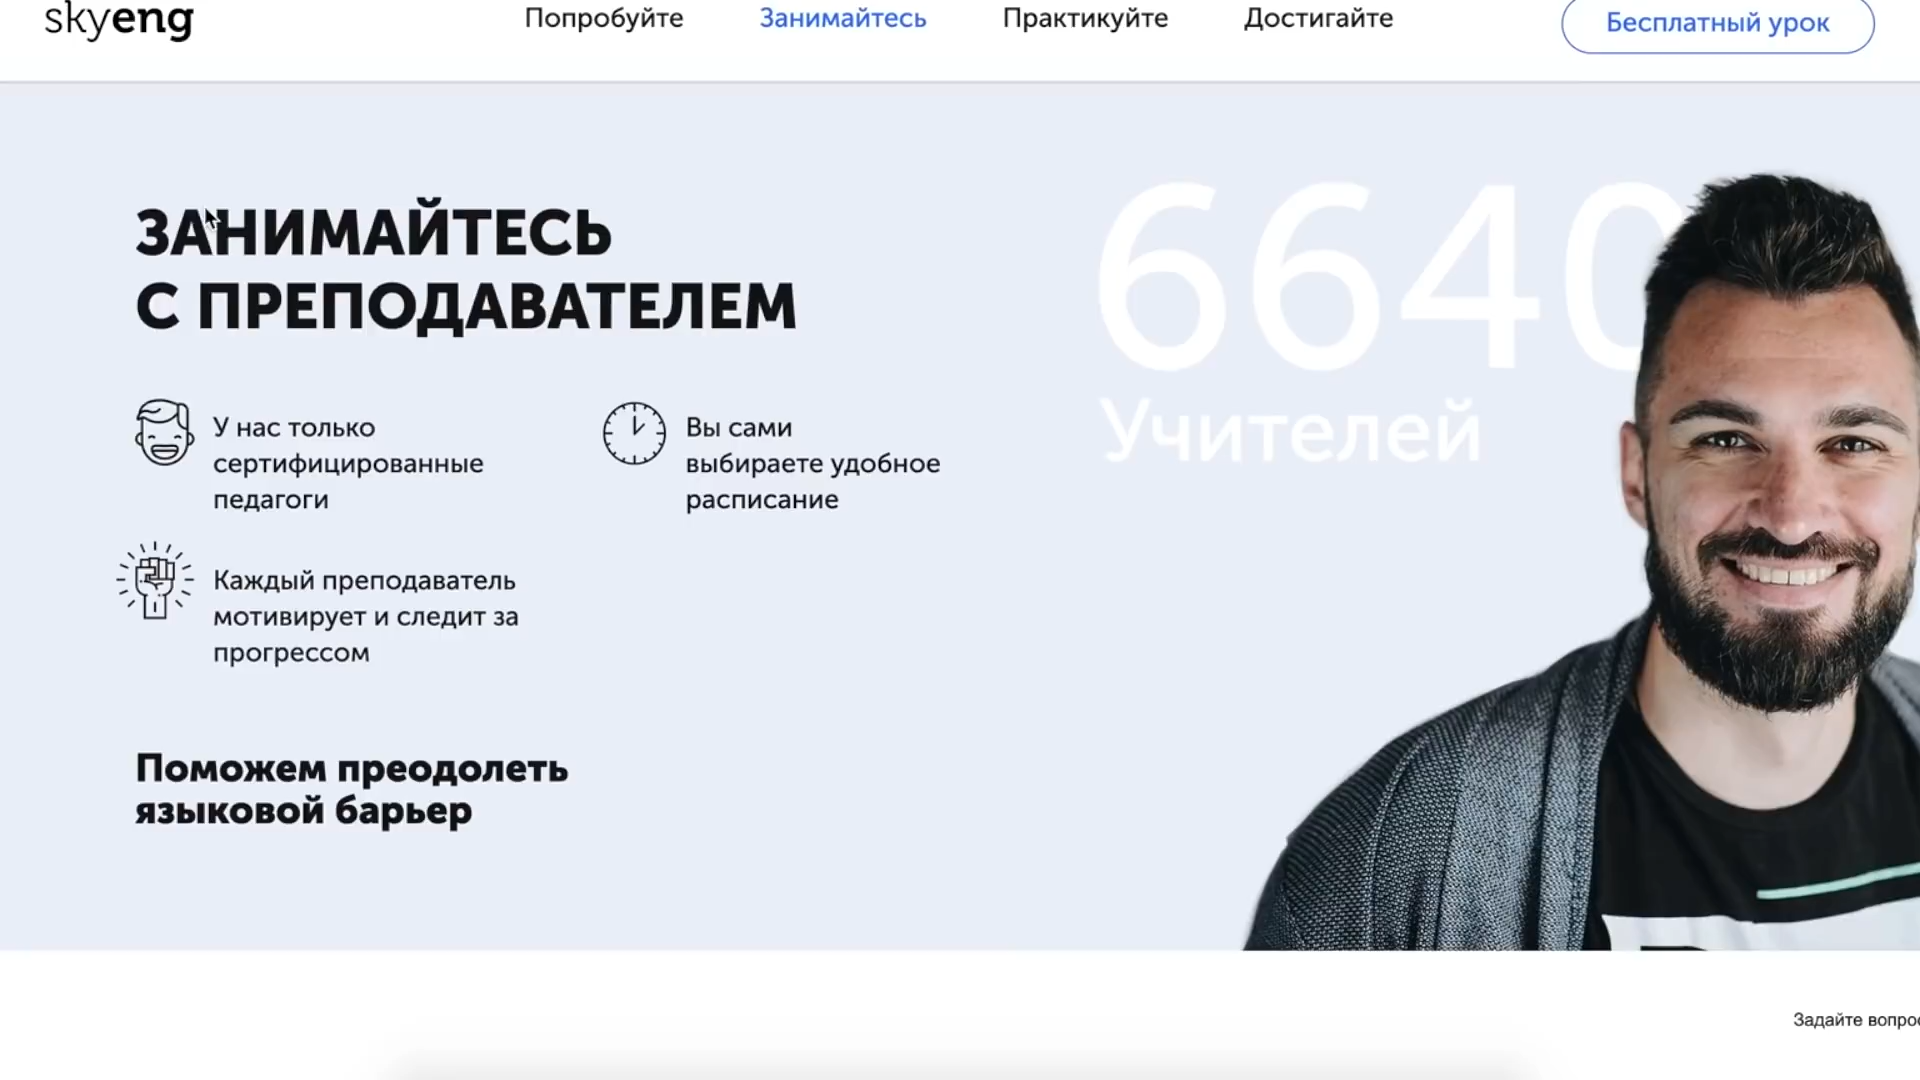 skyeng
Попробуйте
Занимайтесь
Практикуйте
Достигайте
Бесплатный урок
ЗАНИМАЙТЕСЬ
С ПРЕПОДАВАТЕЛЕМ
6640
Учителей
У нас только
сертифицированные
педагоги
Вы сами
выбираете удобное
расписание
Каждый преподаватель
мотивирует и следит за
прогрессом
Поможем преодолеть
языковой барьер
Задайте вопрос